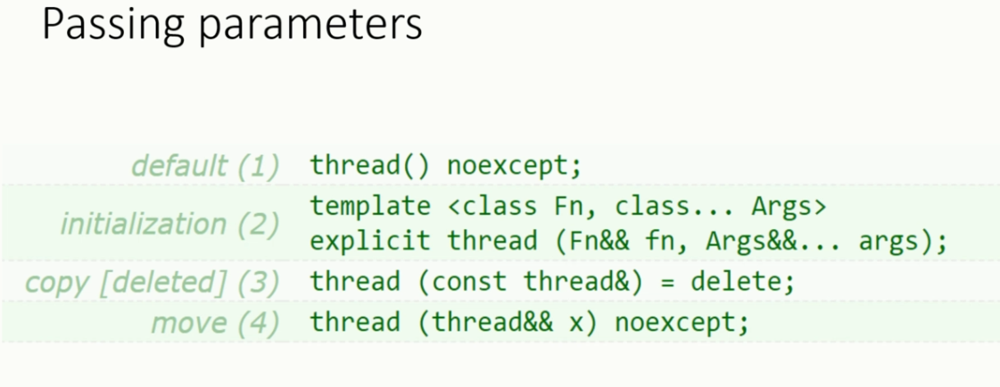 Passing parameters
default (1) thread() noexcept;
initialization (2) template <class Fn, class... Args>
explicit thread (Fn&& fn, Args&&... args);
copy [deleted] (3) thread (const thread&) = delete;
move (4) thread (thread&& x) noexcept;